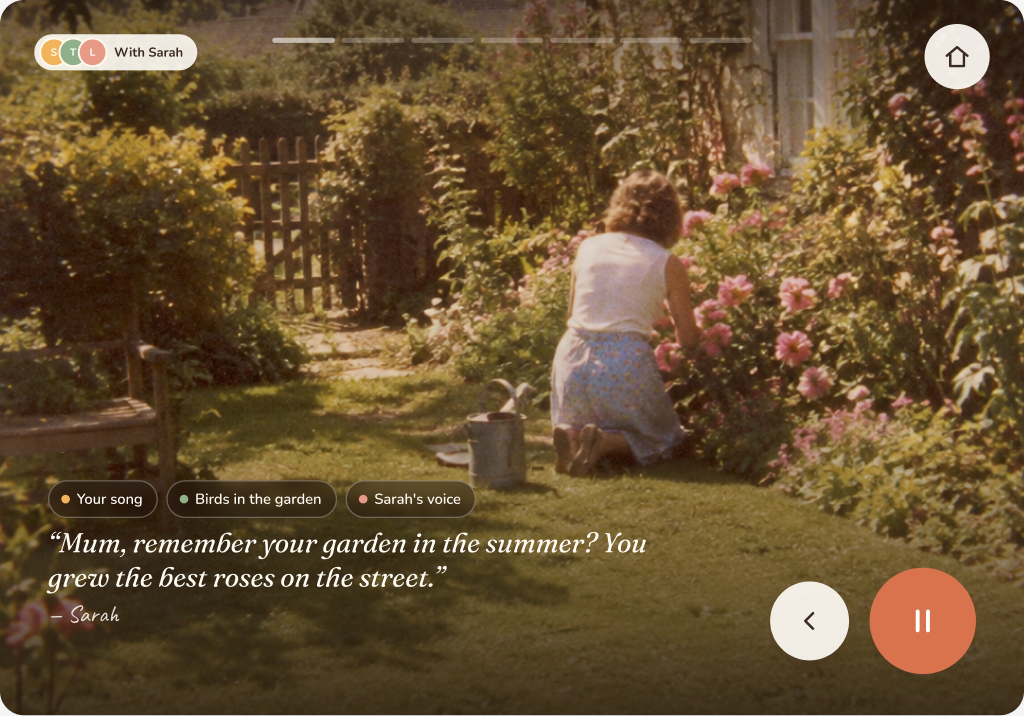 S T L With Sarah
Your song Birds in the garden Sarah's voice
“Mum, remember your garden in the summer? You
grew the best roses on the street.”
– Sarah